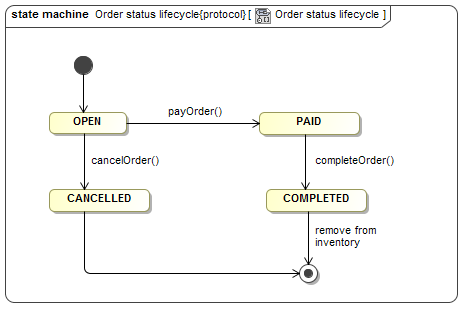 state machine Order status lifecycle{protocol} [ Order status lifecycle ]
payOrder()
OPEN
PAID
cancelOrder()
completeOrder()
CANCELLED
COMPLETED
remove from
inventory